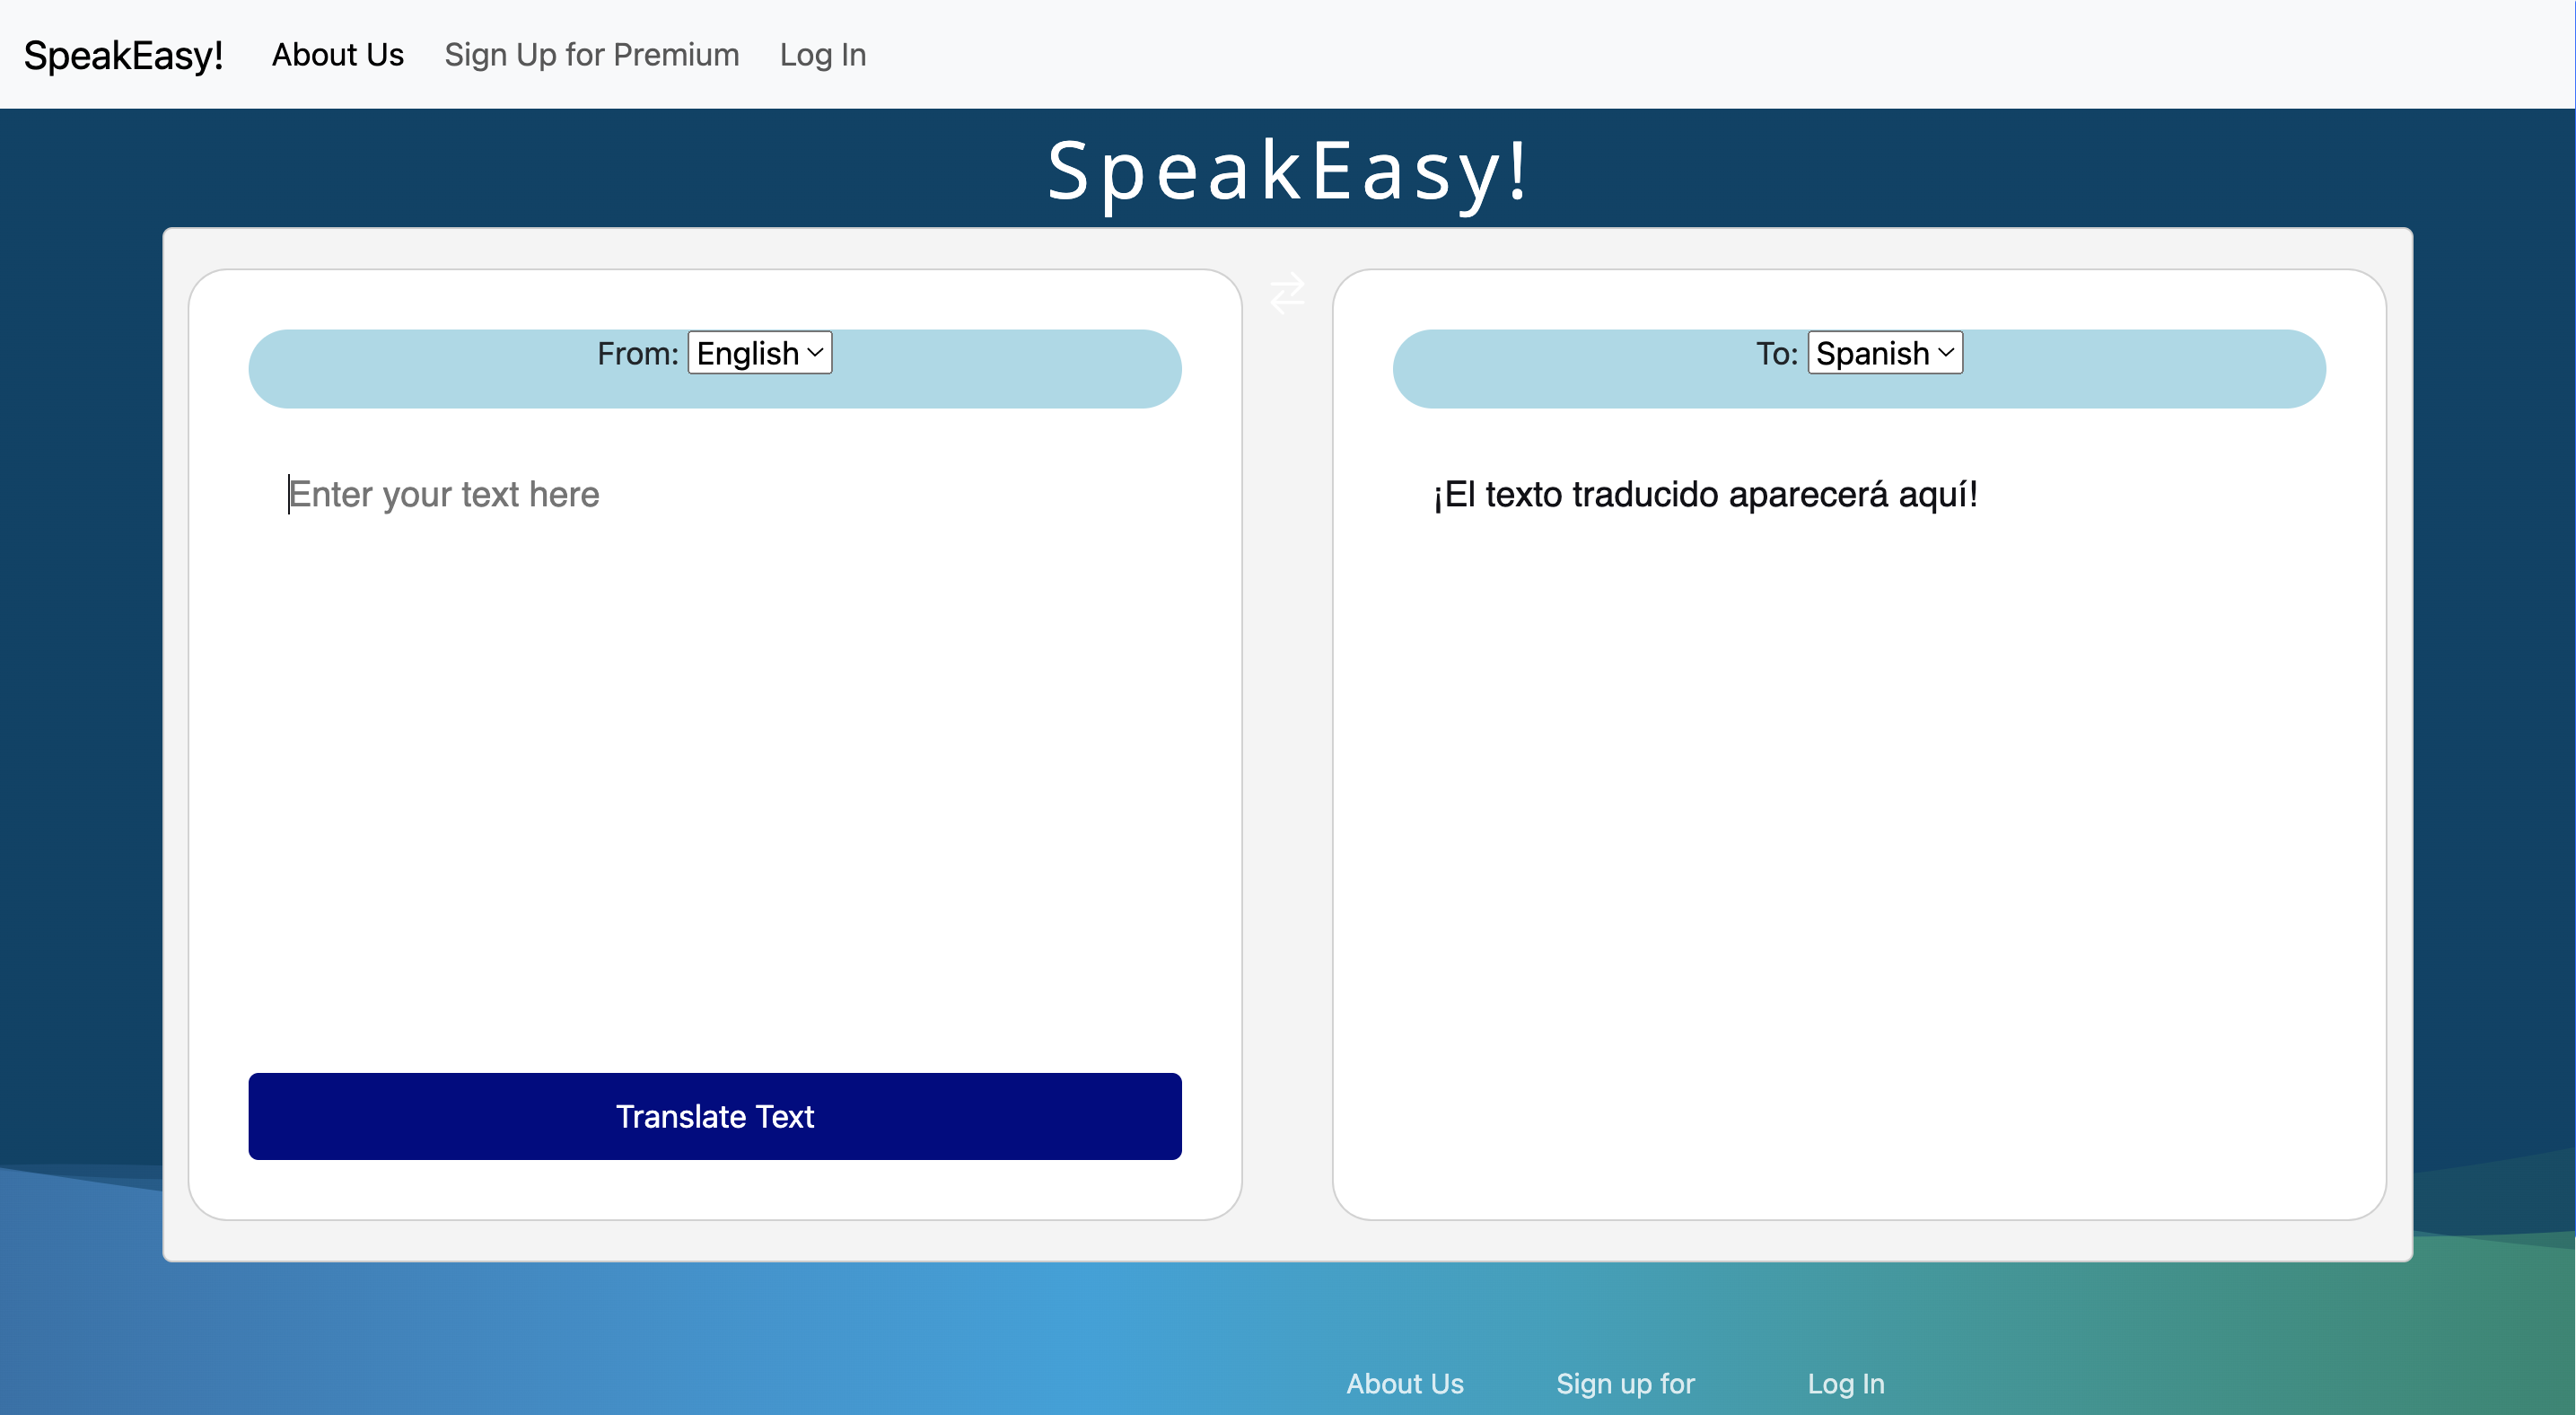 SpeakEasy! About Us Sign Up for Premium Log In
SpeakEasy!
From: English
To: Spanish
Enter your text here
¡El texto traducido aparecerá aquí!
Translate Text
About Us Sign up for Log In